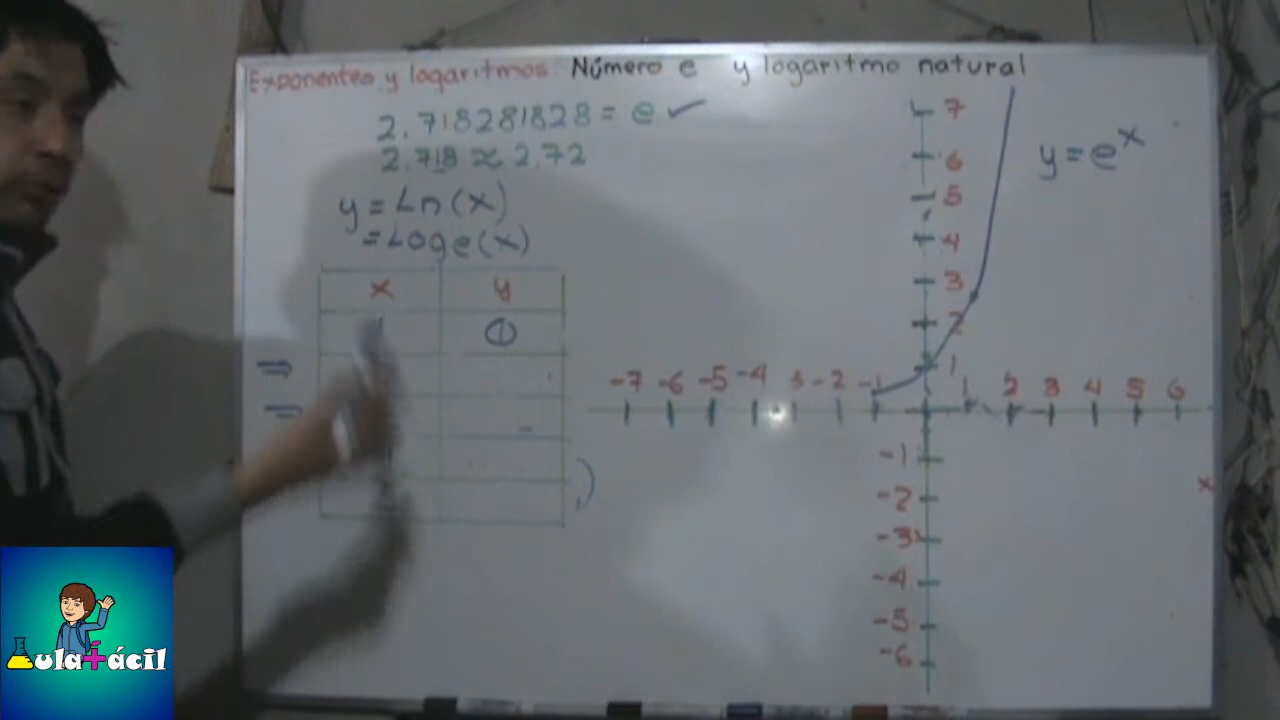 Exponentes y logaritmos Número e y logaritmo natural
2.718281828 = e ✓
2.718 ≈ 2.72
y = Ln(x)
= Loge(x)
x y
⇒
⇒
y = e^x
7
6
5
4
3
2
1
-7 -6 -5 -4 3 -2 -1 1 2 3 4 5 6
-1
-2
-3
-4
-5
-6
x
Aula+ácil